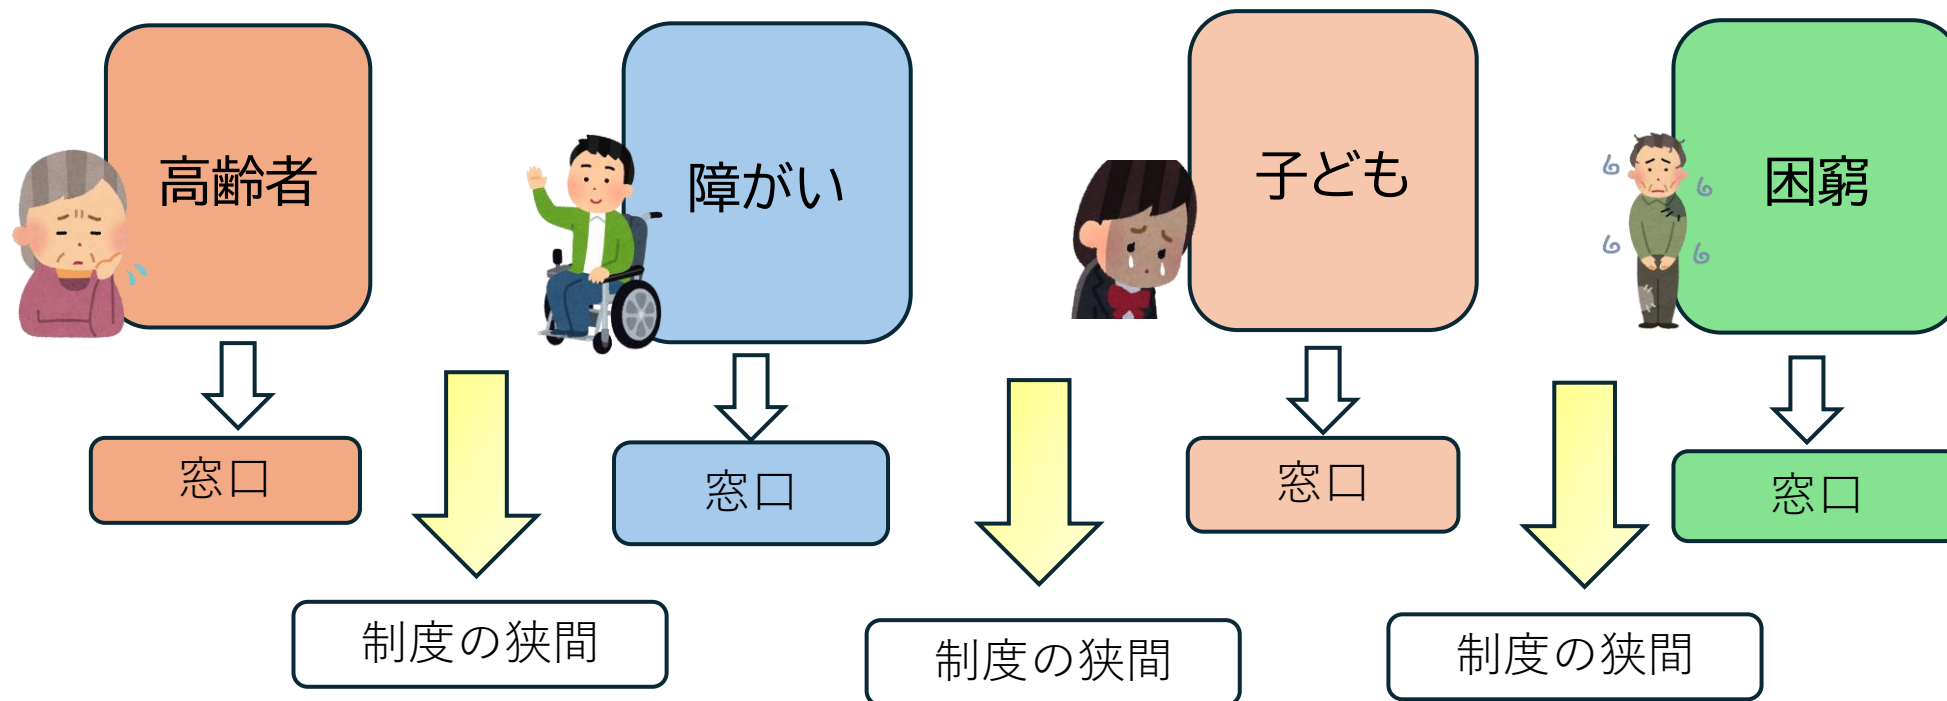 高齢者
障がい
子ども
困窮
窓口
窓口
窓口
窓口
制度の狭間
制度の狭間
制度の狭間